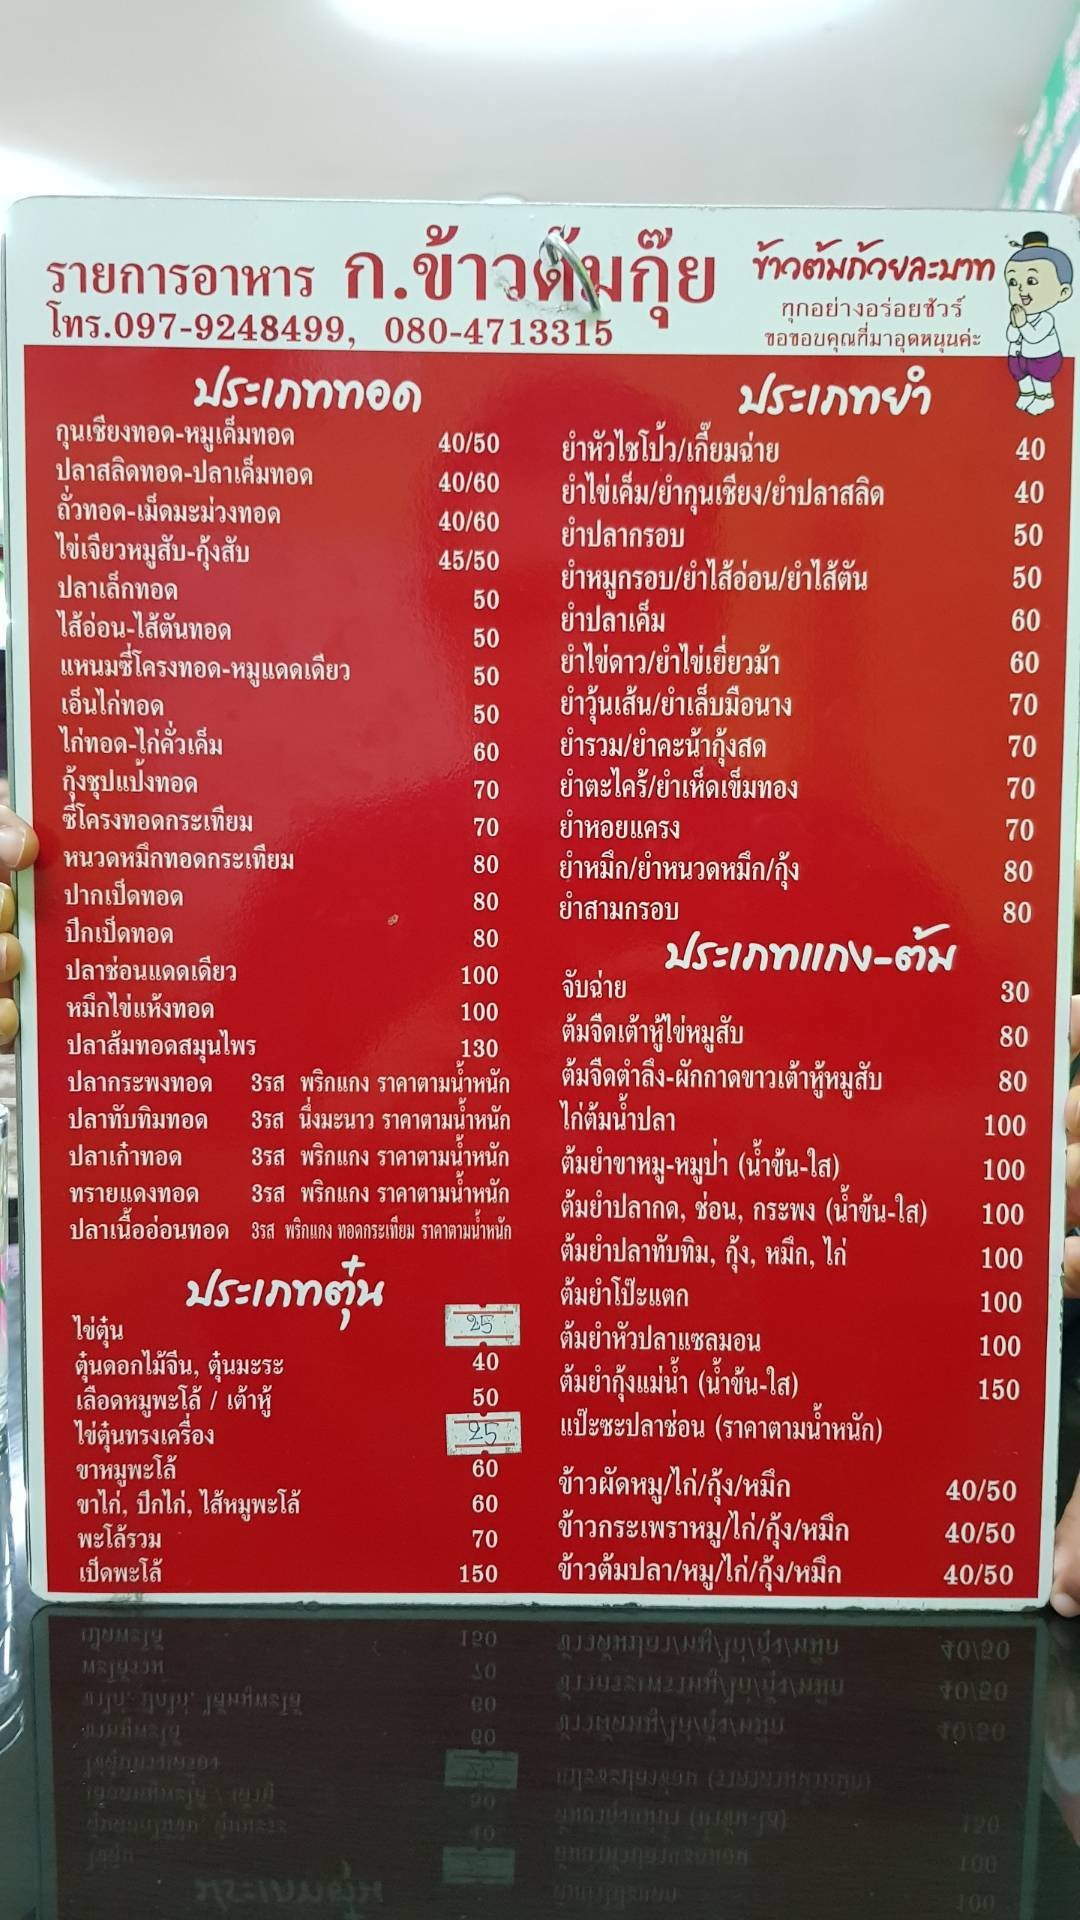 รายการอาหาร ก.ข้าวต้มกุ๊ย
โทร.097-9248499, 080-4713315
ข้าวต้มถ้วยละบาท
ทุกอย่างอร่อยชัวร์
ขอขอบคุณที่มาอุดหนุนค่ะ
ประเภททอด
กุนเชียงทอด-หมูเค็มทอด 40/50
ปลาสลิดทอด-ปลาเค็มทอด 40/60
ถั่วทอด-เม็ดมะม่วงทอด 40/60
ไข่เจียวหมูสับ-กุ้งสับ 45/50
ปลาเล็กทอด 50
ไส้อ่อน-ไส้ตันทอด 50
แหนมซี่โครงทอด-หมูแดดเดียว 50
เอ็นไก่ทอด 50
ไก่ทอด-ไก่คั่วเค็ม 60
กุ้งชุปแป้งทอด 70
ซี่โครงทอดกระเทียม 70
หนวดหมึกทอดกระเทียม 80
ปากเป็ดทอด 80
ปีกเป็ดทอด 80
ปลาช่อนแดดเดียว 100
หมึกไข่แห้งทอด 100
ปลาส้มทอดสมุนไพร 130
ปลากระพงทอด 3รส พริกแกง ราคาตามน้ำหนัก
ปลาทับทิมทอด 3รส นึ่งมะนาว ราคาตามน้ำหนัก
ปลาเก๋าทอด 3รส พริกแกง ราคาตามน้ำหนัก
ทรายแดงทอด 3รส พริกแกง ราคาตามน้ำหนัก
ปลาเนื้ออ่อนทอด 3รส พริกแกง ทอดกระเทียม ราคาตามน้ำหนัก
ประเภทตุ๋น
ไข่ตุ๋น 25
ตุ๋นดอกไม้จีน, ตุ๋นมะระ 40
เลือดหมูพะโล้ / เต้าหู้ 50
ไข่ตุ๋นทรงเครื่อง 25
ขาหมูพะโล้ 60
ขาไก่, ปีกไก่, ไส้หมูพะโล้ 60
พะโล้รวม 70
เป็ดพะโล้ 150
ประเภทยำ
ยำหัวไชโป้ว/เกี๊ยมฉ่าย 40
ยำไข่เค็ม/ยำกุนเชียง/ยำปลาสลิด 40
ยำปลากรอบ 50
ยำหมูกรอบ/ยำไส้อ่อน/ยำไส้ตัน 50
ยำปลาเค็ม 60
ยำไข่ดาว/ยำไข่เยี่ยวม้า 60
ยำวุ้นเส้น/ยำเล็บมือนาง 70
ยำรวม/ยำคะน้ากุ้งสด 70
ยำตะไคร้/ยำเห็ดเข็มทอง 70
ยำหอยแครง 70
ยำหมึก/ยำหนวดหมึก/กุ้ง 80
ยำสามกรอบ 80
ประเภทแกง-ต้ม
จับฉ่าย 30
ต้มจืดเต้าหู้ไข่หมูสับ 80
ต้มจืดตำลึง-ผักกาดขาวเต้าหู้หมูสับ 80
ไก่ต้มน้ำปลา 100
ต้มยำขาหมู-หมูป่า (น้ำข้น-ใส) 100
ต้มยำปลากด, ช่อน, กระพง (น้ำข้น-ใส) 100
ต้มยำปลาทับทิม, กุ้ง, หมึก, ไก่ 100
ต้มยำโป๊ะแตก 100
ต้มยำหัวปลาแซลมอน 100
ต้มยำกุ้งแม่น้ำ (น้ำข้น-ใส) 150
แป๊ะซะปลาช่อน (ราคาตามน้ำหนัก)
ข้าวผัดหมู/ไก่/กุ้ง/หมึก 40/50
ข้าวกระเพราหมู/ไก่/กุ้ง/หมึก 40/50
ข้าวต้มปลา/หมู/ไก่/กุ้ง/หมึก 40/50